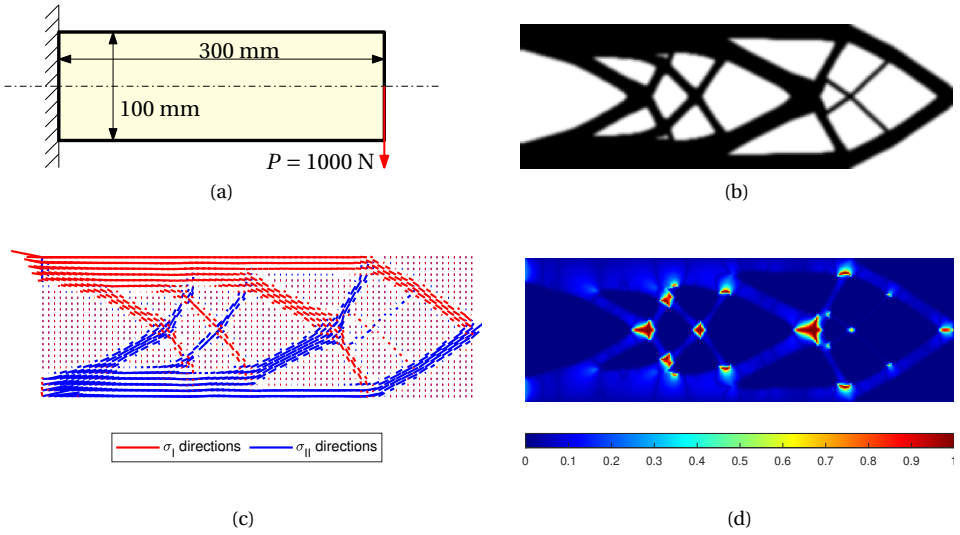 300 mm
100 mm
P = 1000 N
(a)
(b)
σI directions
σII directions
0 0.1 0.2 0.3 0.4 0.5 0.6 0.7 0.8 0.9 1
(c)
(d)